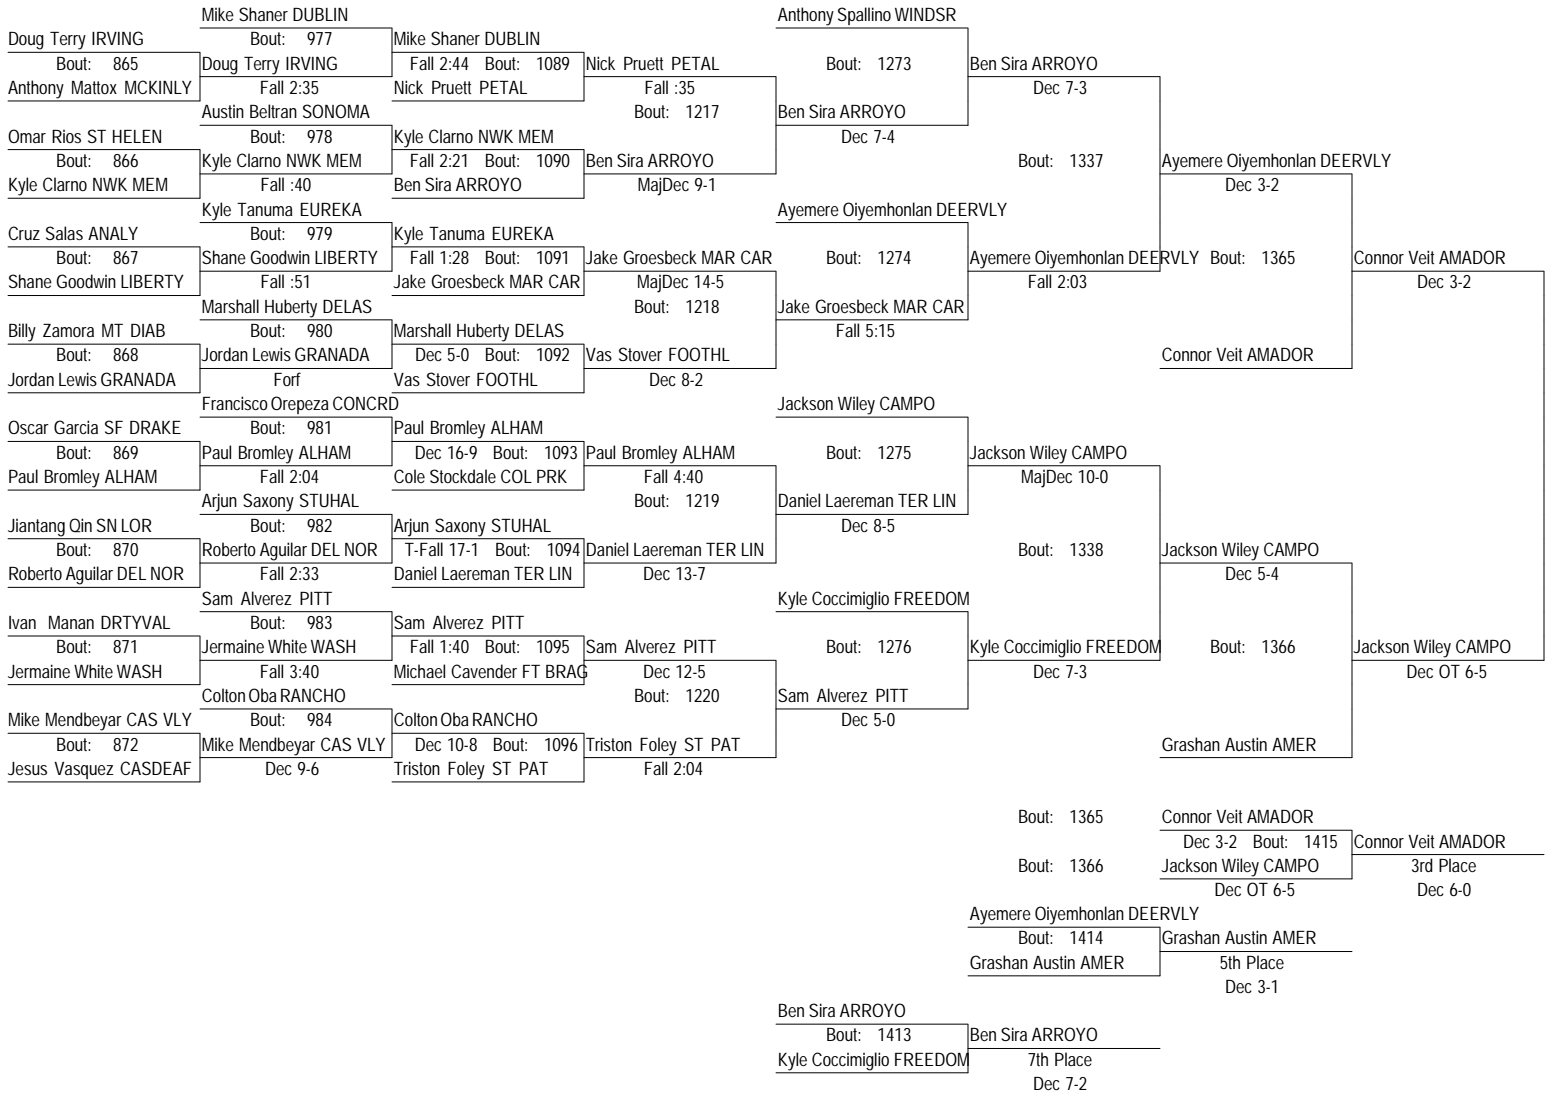 Mike Shaner DUBLIN Anthony Spallino WINDSR
Doug Terry IRVING Bout: 977 Mike Shaner DUBLIN
Bout: 865 Doug Terry IRVING Fall 2:44 Bout: 1089 Nick Pruett PETAL Bout: 1273 Ben Sira ARROYO
Anthony Mattox MCKINLY Fall 2:35 Nick Pruett PETAL Fall :35 Dec 7-3
Austin Beltran SONOMA Bout: 1217 Ben Sira ARROYO
Omar Rios ST HELEN Bout: 978 Kyle Clarno NWK MEM Dec 7-4
Bout: 866 Kyle Clarno NWK MEM Fall 2:21 Bout: 1090 Ben Sira ARROYO Bout: 1337 Ayemere Oiyemhonlan DEERVLY
Kyle Clarno NWK MEM Fall :40 Ben Sira ARROYO MajDec 9-1 Dec 3-2
Kyle Tanuma EUREKA Ayemere Oiyemhonlan DEERVLY
Cruz Salas ANALY Bout: 979 Kyle Tanuma EUREKA
Bout: 867 Shane Goodwin LIBERTY Fall 1:28 Bout: 1091 Jake Groesbeck MAR CAR Bout: 1274 Ayemere Oiyemhonlan DEERVLY Bout: 1365 Connor Veit AMADOR
Shane Goodwin LIBERTY Fall :51 Jake Groesbeck MAR CAR MajDec 14-5 Fall 2:03 Dec 3-2
Marshall Huberty DELAS Bout: 1218 Jake Groesbeck MAR CAR
Billy Zamora MT DIAB Bout: 980 Marshall Huberty DELAS Fall 5:15
Bout: 868 Jordan Lewis GRANADA Dec 5-0 Bout: 1092 Vas Stover FOOTHL Connor Veit AMADOR
Jordan Lewis GRANADA Forf Vas Stover FOOTHL Dec 8-2
Francisco Orepeza CONCRD Jackson Wiley CAMPO
Oscar Garcia SF DRAKE Bout: 981 Paul Bromley ALHAM
Bout: 869 Paul Bromley ALHAM Dec 16-9 Bout: 1093 Paul Bromley ALHAM Bout: 1275 Jackson Wiley CAMPO
Paul Bromley ALHAM Fall 2:04 Cole Stockdale COL PRK Fall 4:40 MajDec 10-0
Arjun Saxony STUHAL Bout: 1219 Daniel Laereman TER LIN
Jiantang Qin SN LOR Bout: 982 Arjun Saxony STUHAL Dec 8-5
Bout: 870 Roberto Aguilar DEL NOR T-Fall 17-1 Bout: 1094 Daniel Laereman TER LIN Bout: 1338 Jackson Wiley CAMPO
Roberto Aguilar DEL NOR Fall 2:33 Daniel Laereman TER LIN Dec 13-7 Dec 5-4
Sam Alverez PITT Kyle Coccimiglio FREEDOM
Ivan Manan DRTYVAL Bout: 983 Sam Alverez PITT
Bout: 871 Jermaine White WASH Fall 1:40 Bout: 1095 Sam Alverez PITT Bout: 1276 Kyle Coccimiglio FREEDOM Bout: 1366 Jackson Wiley CAMPO
Jermaine White WASH Fall 3:40 Michael Cavender FT BRAG Dec 12-5 Dec 7-3 Dec OT 6-5
Colton Oba RANCHO Bout: 1220 Sam Alverez PITT
Mike Mendbeyar CAS VLY Bout: 984 Colton Oba RANCHO Dec 5-0
Bout: 872 Mike Mendbeyar CAS VLY Dec 10-8 Bout: 1096 Triston Foley ST PAT Grashan Austin AMER
Jesus Vasquez CASDEAF Dec 9-6 Triston Foley ST PAT Fall 2:04
Bout: 1365 Connor Veit AMADOR
Dec 3-2 Bout: 1415 Connor Veit AMADOR
Bout: 1366 Jackson Wiley CAMPO 3rd Place
Dec OT 6-5 Dec 6-0
Ayemere Oiyemhonlan DEERVLY
Bout: 1414 Grashan Austin AMER
Grashan Austin AMER 5th Place
Dec 3-1
Ben Sira ARROYO
Bout: 1413 Ben Sira ARROYO
Kyle Coccimiglio FREEDOM 7th Place
Dec 7-2